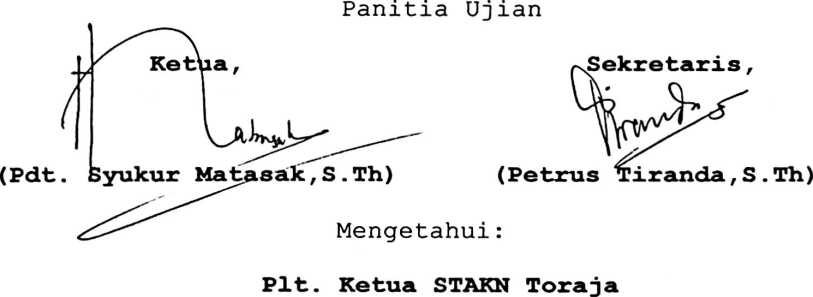 Panitia Ujian
Ketua, Sekretaris,
(Pdt. Syukur Matasak,S.Th) (Petrus Tiranda,S.Th)
Mengetahui:
Plt. Ketua STAKN Toraja